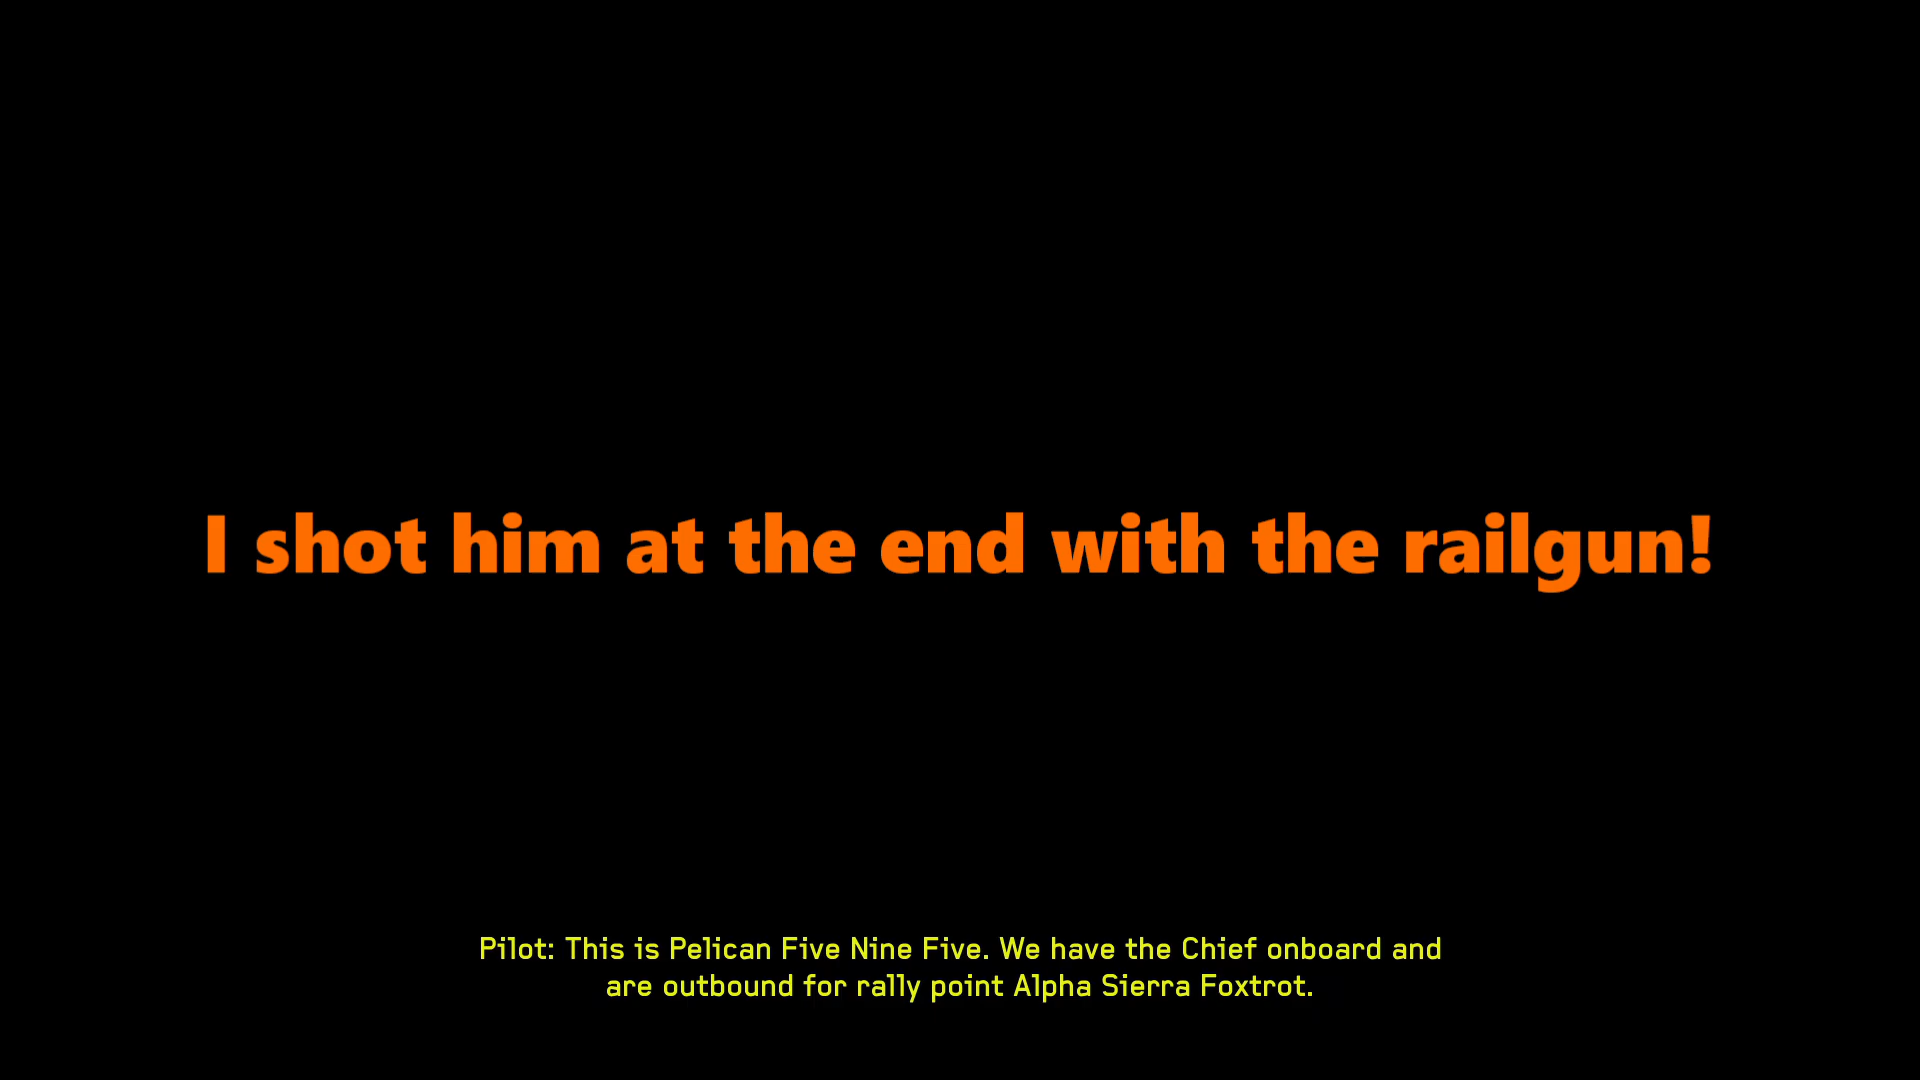 I shot him at the end with the railgun!
Pilot: This is Pelican Five Nine Five. We have the Chief onboard and
are outbound for rally point Alpha Sierra Foxtrot.